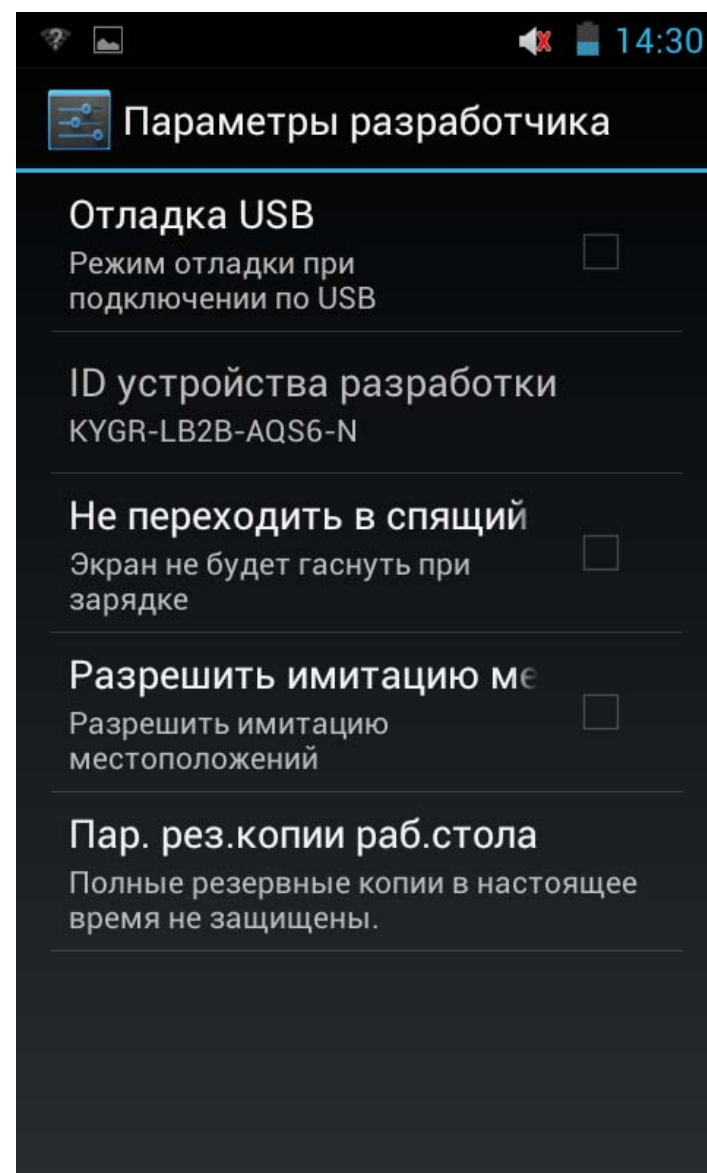 14:30
Параметры разработчика
Отладка USB
Режим отладки при
подключении по USB
ID устройства разработки
KYGR-LB2B-AQS6-N
Не переходить в спящий
Экран не будет гаснуть при
зарядке
Разрешить имитацию ме
Разрешить имитацию
местоположений
Пар. рез.копии раб.стола
Полные резервные копии в настоящее
время не защищены.